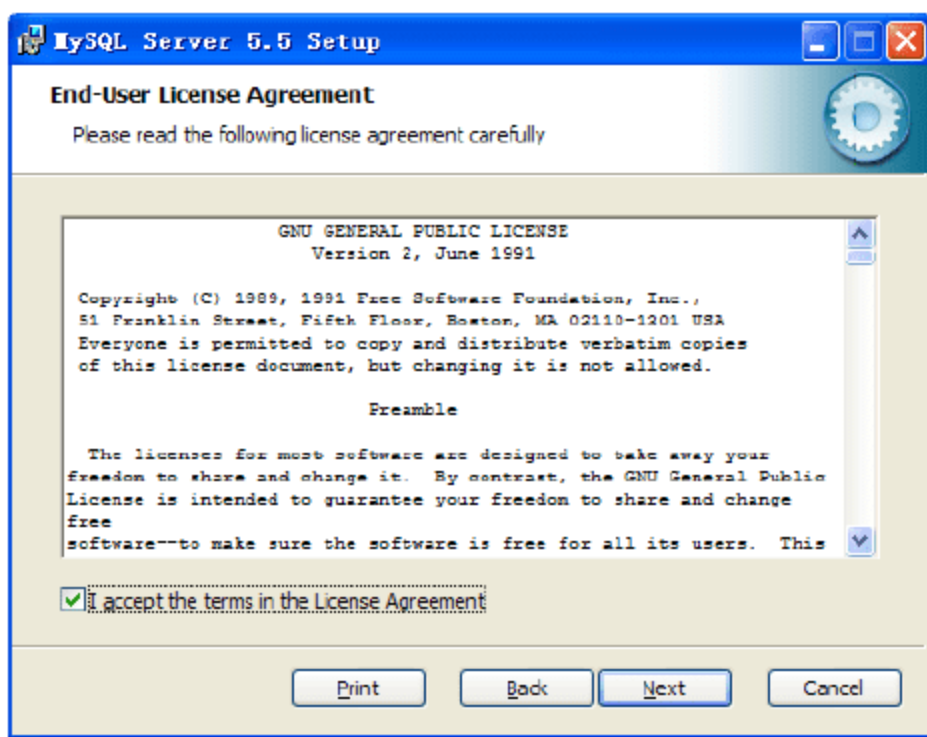 MySQL Server 5.5 Setup
End-User License Agreement
Please read the following license agreement carefully
GNU GENERAL PUBLIC LICENSE
Version 2, June 1991
Copyright (C) 1989, 1991 Free Software Foundation, Inc.,
51 Franklin Street, Fifth Floor, Boston, MA 02110-1301 USA
Everyone is permitted to copy and distribute verbatim copies
of this license document, but changing it is not allowed.
Preamble
The licenses for most software are designed to take away your
freedom to share and change it. By contrast, the GNU General Public
License is intended to guarantee your freedom to share and change
free
software--to make sure the software is free for all its users. This
I accept the terms in the License Agreement
Print Back Next Cancel